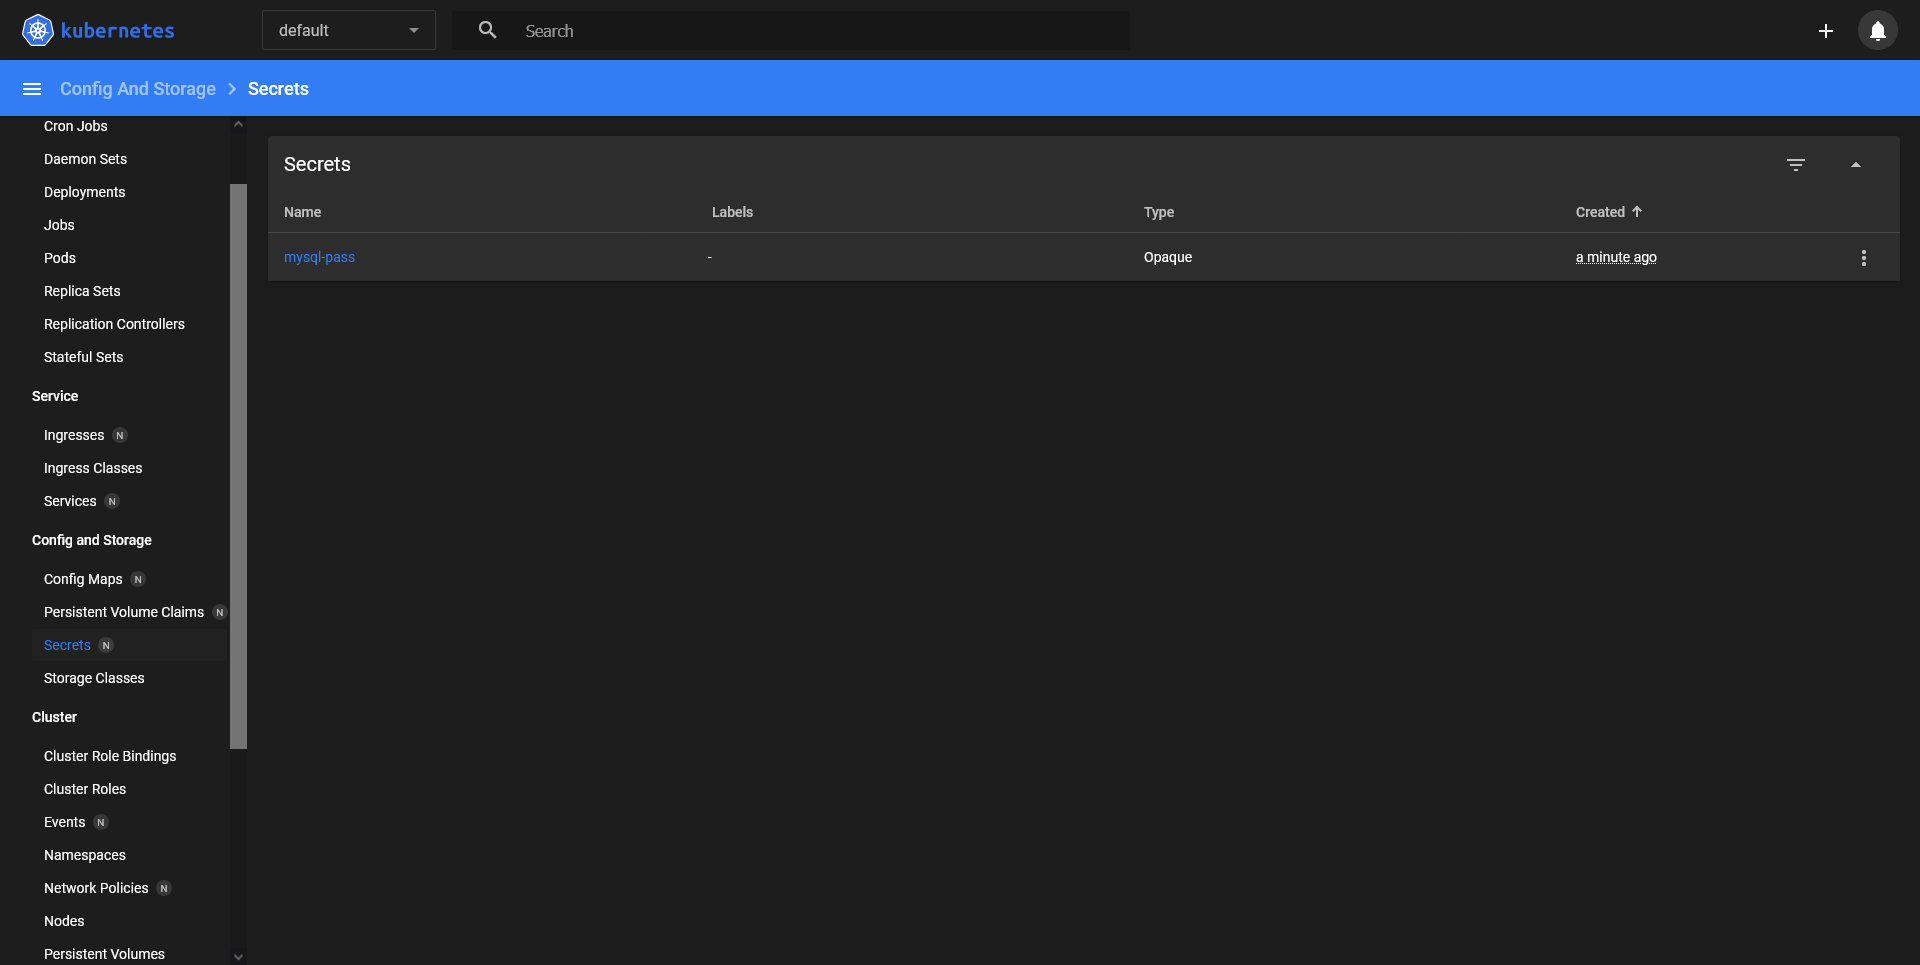 kubernetes
default
Search
Config And Storage > Secrets
Cron Jobs
Daemon Sets
Deployments
Jobs
Pods
Replica Sets
Replication Controllers
Stateful Sets
Service
Ingresses N
Ingress Classes
Services N
Config and Storage
Config Maps N
Persistent Volume Claims N
Secrets N
Storage Classes
Cluster
Cluster Role Bindings
Cluster Roles
Events N
Namespaces
Network Policies N
Nodes
Persistent Volumes
Secrets
Name Labels Type Created
mysql-pass - Opaque a minute ago